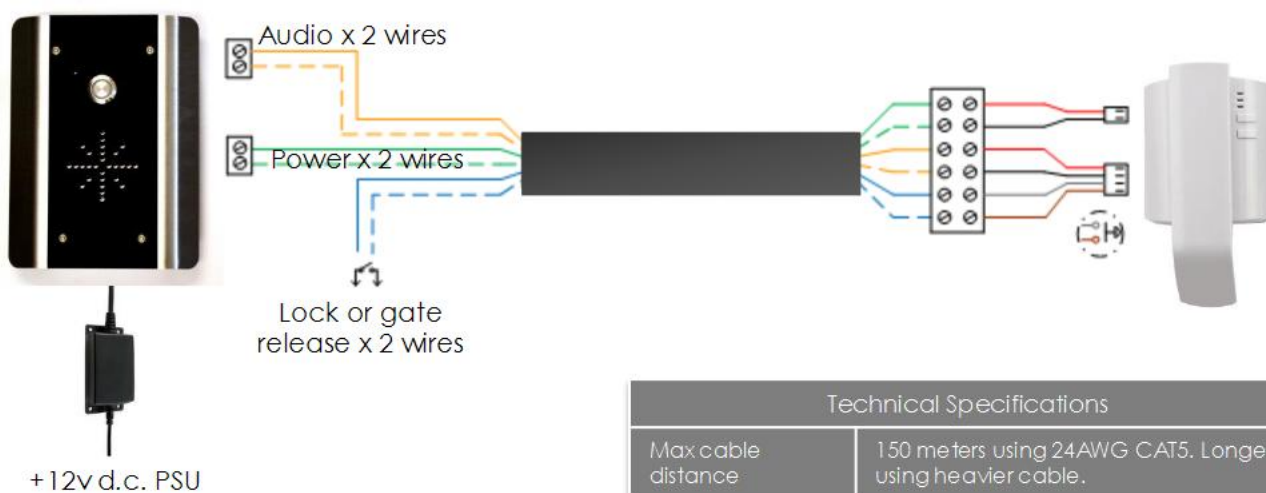 Audio x 2 wires
Power x 2 wires
Lock or gate
release x 2 wires
+12v d.c. PSU
Technical Specifications
Max cable
distance
150 meters using 24AWG CAT5. Longe
using heavier cable.